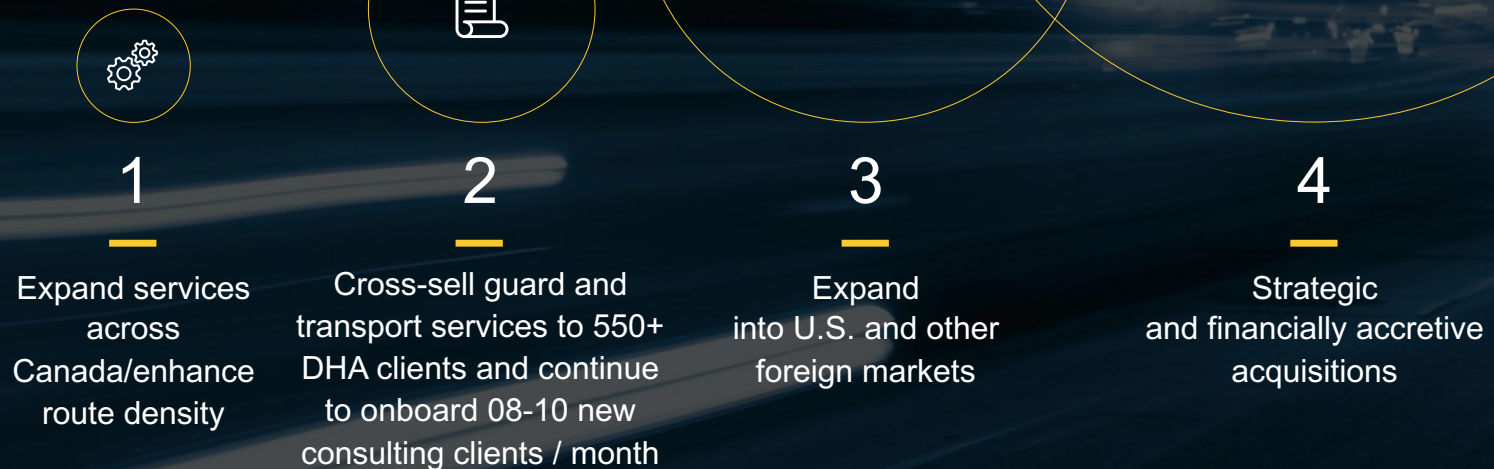 1
Expand services
across
Canada/enhance
route density
2
Cross-sell guard and
transport services to 550+
DHA clients and continue
to onboard 08-10 new
consulting clients / month
3
Expand
into U.S. and other
foreign markets
4
Strategic
and financially accretive
acquisitions